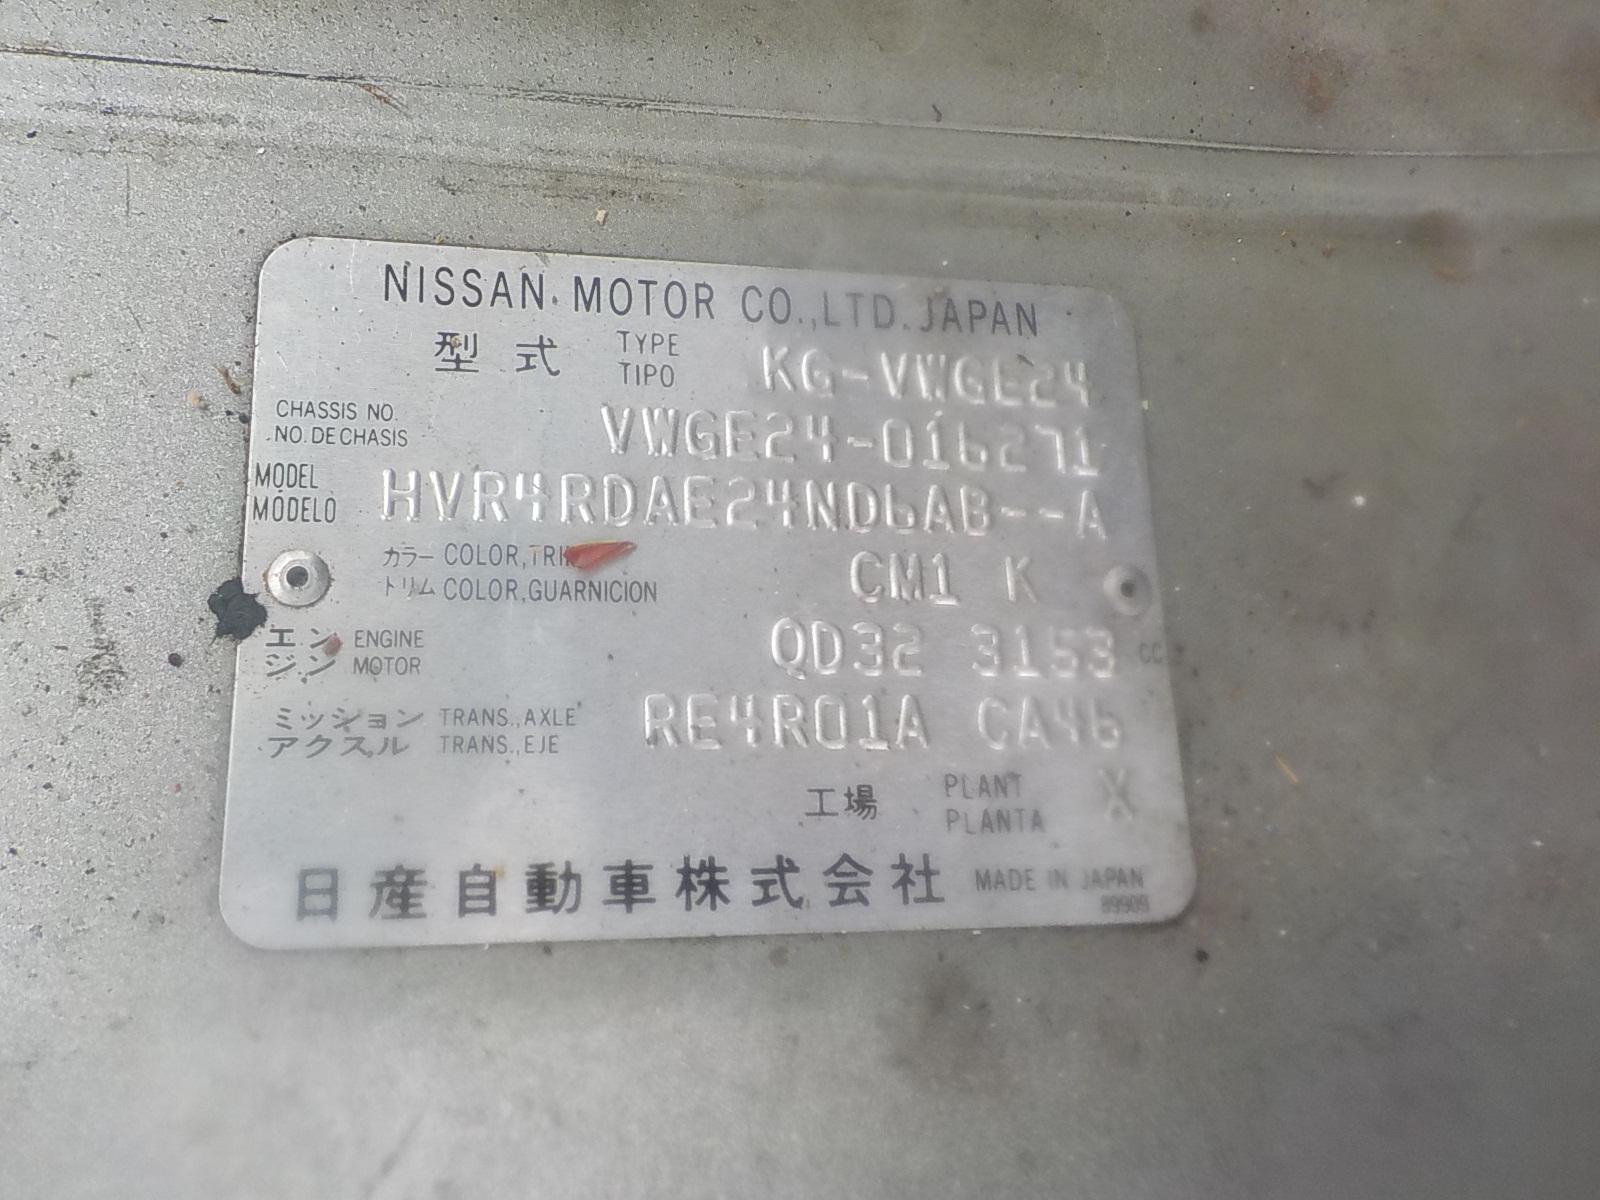 NISSAN MOTOR CO.,LTD. JAPAN
型式 TYPE KG-VWGE24
TIPO
CHASSIS NO. VWGE24-016271
NO. DE CHASIS
MODEL HVR4RDAE24ND6AB--A
MODELO
カラー COLOR,TRIM CM1 K
トリム COLOR,GUARNICION
エン ENGINE QD32 3153 CC
ジン MOTOR
ミッション TRANS.,AXLE RE4R01A CA46
アクスル TRANS.,EJE
工場 PLANT X
PLANTA
日産自動車株式会社 MADE IN JAPAN
89909